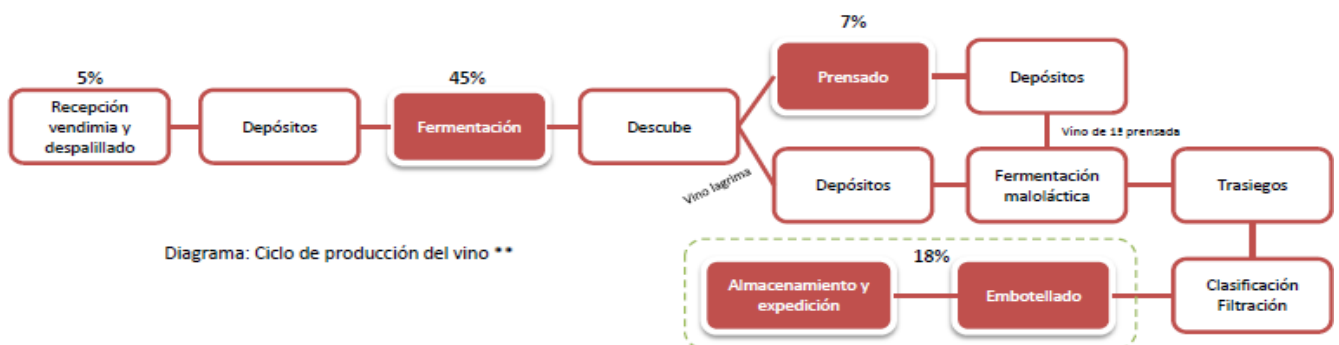 5%
Recepción
vendimia y
despalillado
Depósitos
45%
Fermentación
Descube
7%
Prensado
Depósitos
Vino de 1ª prensada
Vino lagrima
Depósitos
Fermentación
maloláctica
Trasiegos
Clasificación
Filtración
18%
Embotellado
Almacenamiento y
expedición
Diagrama: Ciclo de producción del vino **